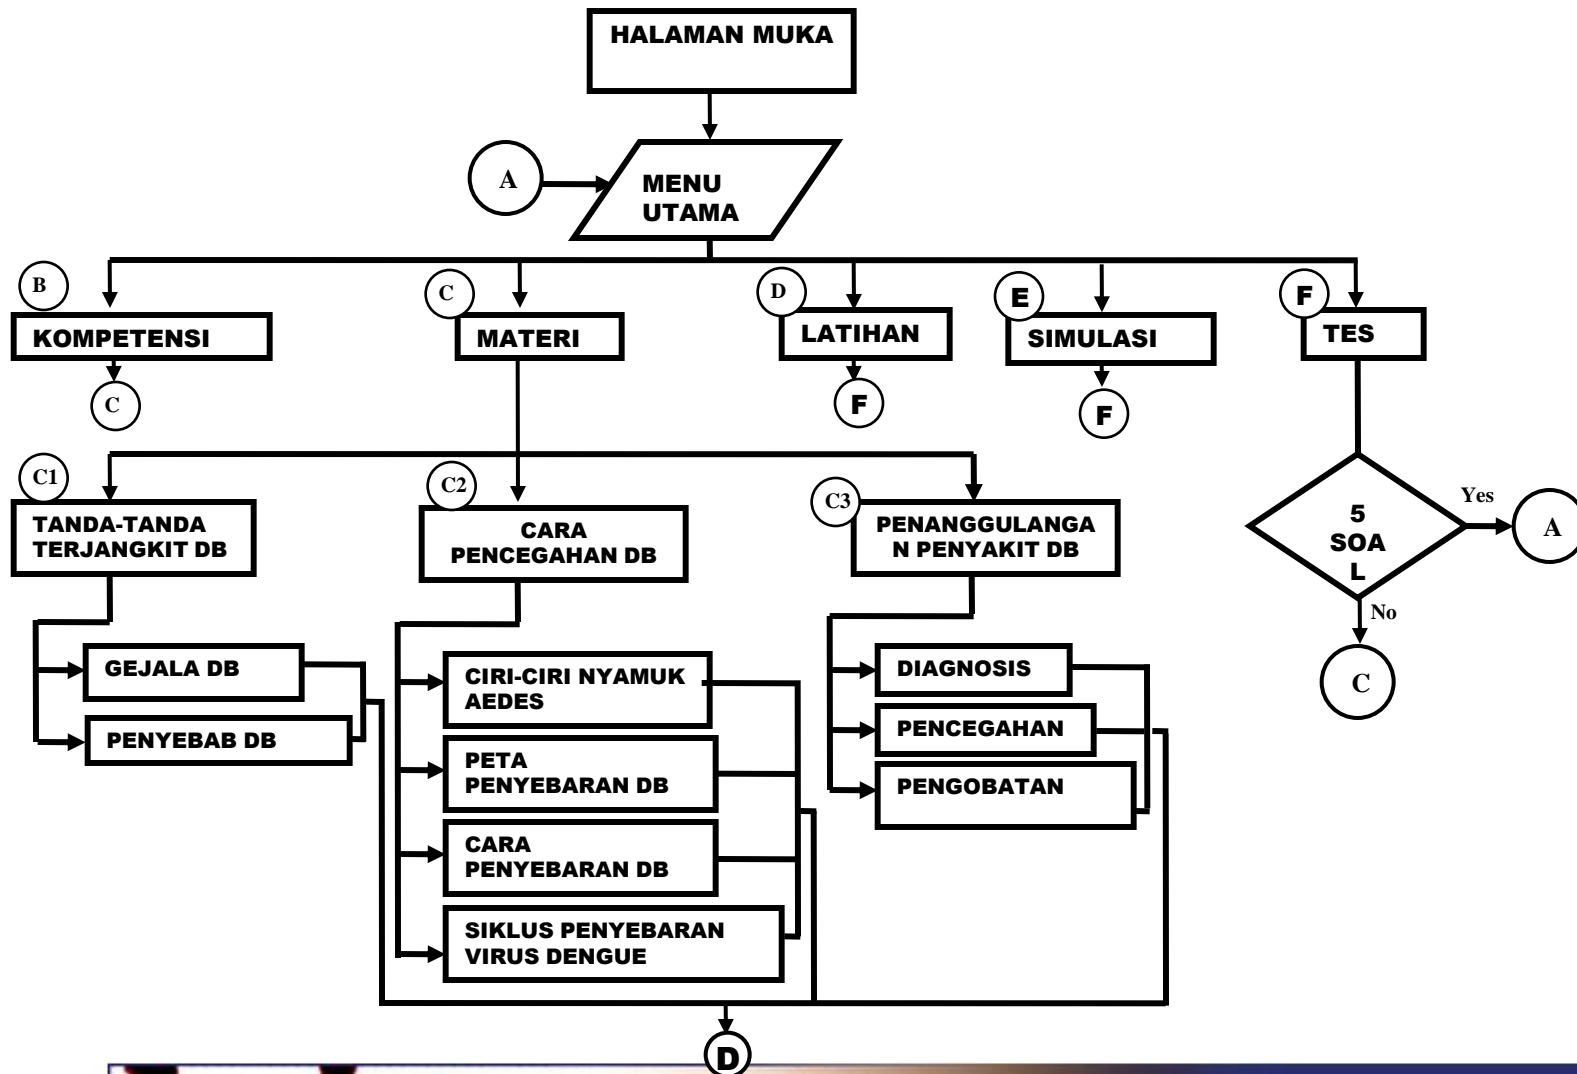 HALAMAN MUKA
A
MENU
UTAMA
B
C
D
E
F
KOMPETENSI
MATERI
LATIHAN
SIMULASI
TES
C
F
F
C1
C2
C3
TANDA-TANDA
TERJANGKIT DB
CARA
PENCEGAHAN DB
PENANGGULANGA
N PENYAKIT DB
5
SOA
L
Yes
A
No
C
GEJALA DB
PENYEBAB DB
CIRI-CIRI NYAMUK
AEDES
PETA
PENYEBARAN DB
CARA
PENYEBARAN DB
SIKLUS PENYEBARAN
VIRUS DENGUE
DIAGNOSIS
PENCEGAHAN
PENGOBATAN
D